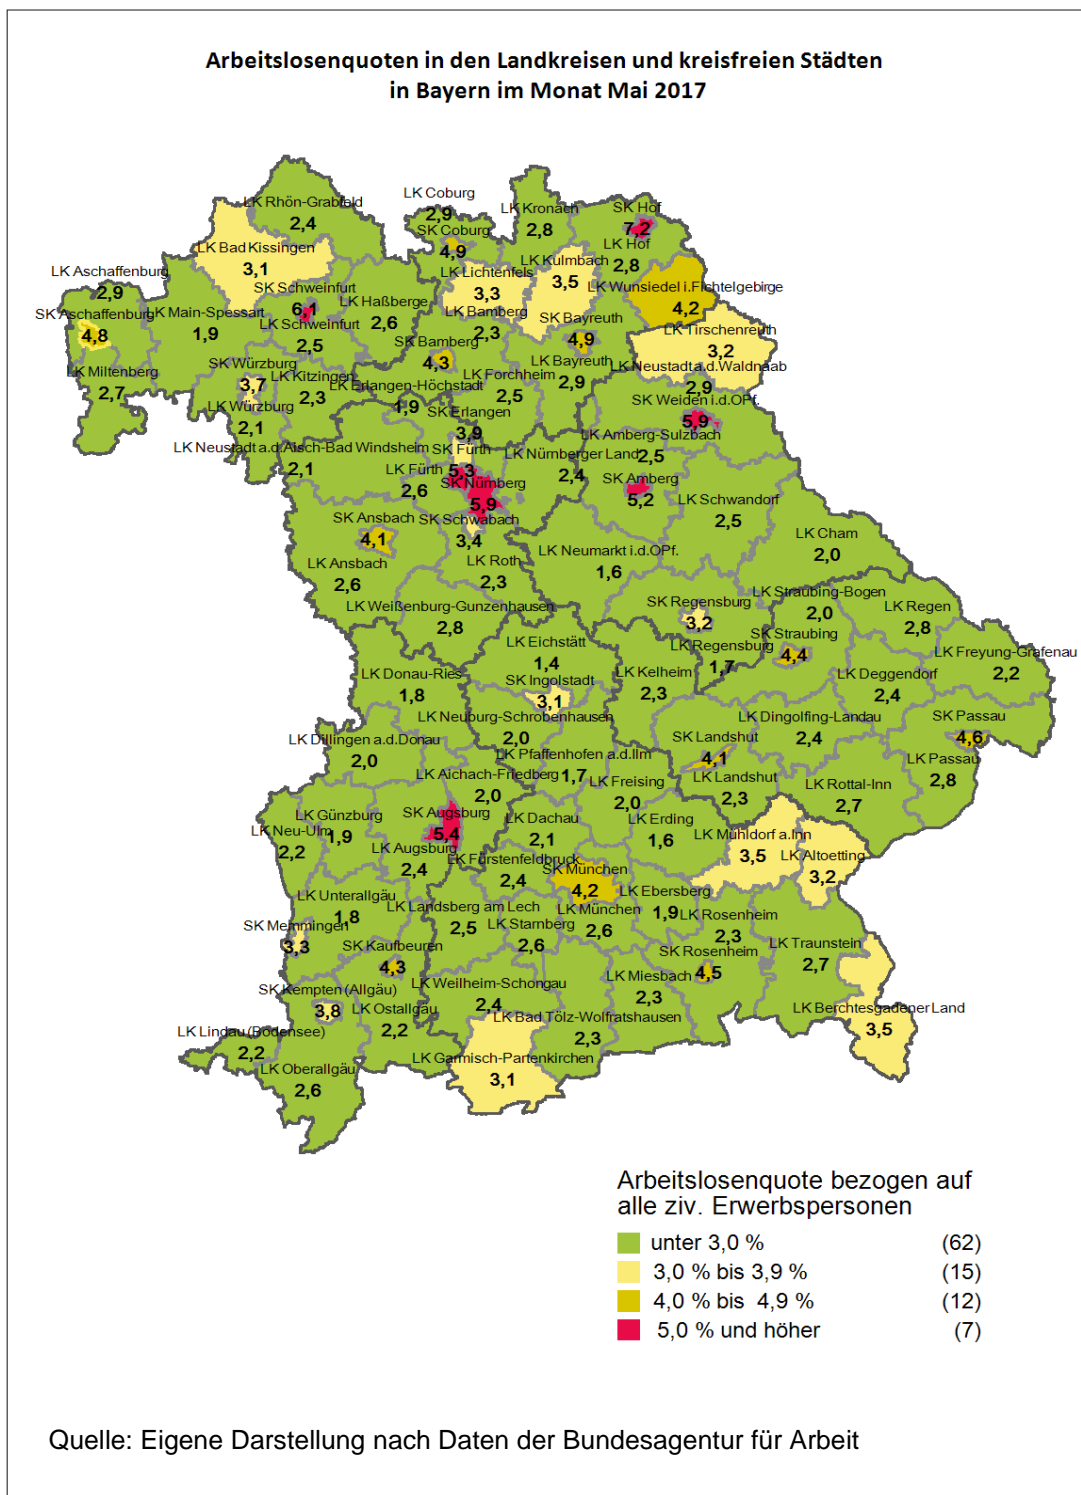 Arbeitslosenquoten in den Landkreisen und kreisfreien Städten
in Bayern im Monat Mai 2017
LK Rhön-Grabfeld
2,4
LK Coburg
2,9
SK Coburg
4,9
LK Kronach
2,8
SK Hof
7,2
LK Hof
2,8
LK Bad Kissingen
3,1
LK Kulmbach
3,5
LK Lichtenfels
3,3
LK Wunsiedel i.Fichtelgebirge
4,2
LK Aschaffenburg
2,9
SK Schweinfurt
6,1
LK Haßberge
2,6
SK Aschaffenburg
4,8
LK Main-Spessart
1,9
LK Schweinfurt
2,5
LK Bamberg
2,3
SK Bayreuth
4,9
LK Tirschenreuth
3,2
SK Bamberg
4,3
LK Bayreuth
2,9
LK Neustadt a.d.Waldnaab
2,9
LK Miltenberg
2,7
SK Würzburg
3,7
LK Kitzingen
2,3
LK Erlangen-Höchstadt
1,9
LK Forchheim
2,5
SK Weiden i.d.OPf.
5,9
LK Würzburg
2,1
SK Erlangen
3,9
LK Neustadt a.d.Aisch-Bad Windsheim
2,1
SK Fürth
5,3
LK Nürnberger Land
2,4
LK Amberg-Sulzbach
2,5
LK Fürth
2,6
SK Nürnberg
5,9
SK Amberg
5,2
LK Schwandorf
2,5
SK Ansbach
4,1
SK Schwabach
3,4
LK Cham
2,0
LK Ansbach
2,6
LK Roth
2,3
LK Neumarkt i.d.OPf.
1,6
LK Weißenburg-Gunzenhausen
2,8
SK Regensburg
3,2
LK Straubing-Bogen
2,0
LK Regen
2,8
LK Eichstätt
1,4
LK Regensburg
1,7
SK Straubing
4,4
LK Freyung-Grafenau
2,2
LK Donau-Ries
1,8
SK Ingolstadt
3,1
LK Kelheim
2,3
LK Deggendorf
2,4
LK Neuburg-Schrobenhausen
2,0
LK Dingolfing-Landau
2,4
SK Passau
4,6
LK Dillingen a.d.Donau
2,0
LK Pfaffenhofen a.d.Ilm
1,7
SK Landshut
4,1
LK Passau
2,8
LK Aichach-Friedberg
2,0
LK Freising
2,0
LK Landshut
2,3
LK Rottal-Inn
2,7
LK Günzburg
1,9
SK Augsburg
5,4
LK Dachau
2,1
LK Erding
1,6
LK Neu-Ulm
2,2
LK Mühldorf a.Inn
3,5
LK Augsburg
2,4
LK Fürstenfeldbruck
2,4
SK München
4,2
LK Altoetting
3,2
LK Unterallgäu
1,8
LK Landsberg am Lech
2,5
LK Starnberg
2,6
LK München
2,6
LK Ebersberg
1,9
LK Rosenheim
2,3
SK Memmingen
3,3
SK Kaufbeuren
4,3
SK Rosenheim
4,5
LK Traunstein
2,7
SK Kempten (Allgäu)
3,8
LK Ostallgäu
2,2
LK Weilheim-Schongau
2,4
LK Miesbach
2,3
LK Berchtesgadener Land
3,5
LK Lindau (Bodensee)
2,2
LK Bad Tölz-Wolfratshausen
2,3
LK Oberallgäu
2,6
LK Garmisch-Partenkirchen
3,1
Arbeitslosenquote bezogen auf
alle ziv. Erwerbspersonen
unter 3,0 % (62)
3,0 % bis 3,9 % (15)
4,0 % bis 4,9 % (12)
5,0 % und höher (7)
Quelle: Eigene Darstellung nach Daten der Bundesagentur für Arbeit